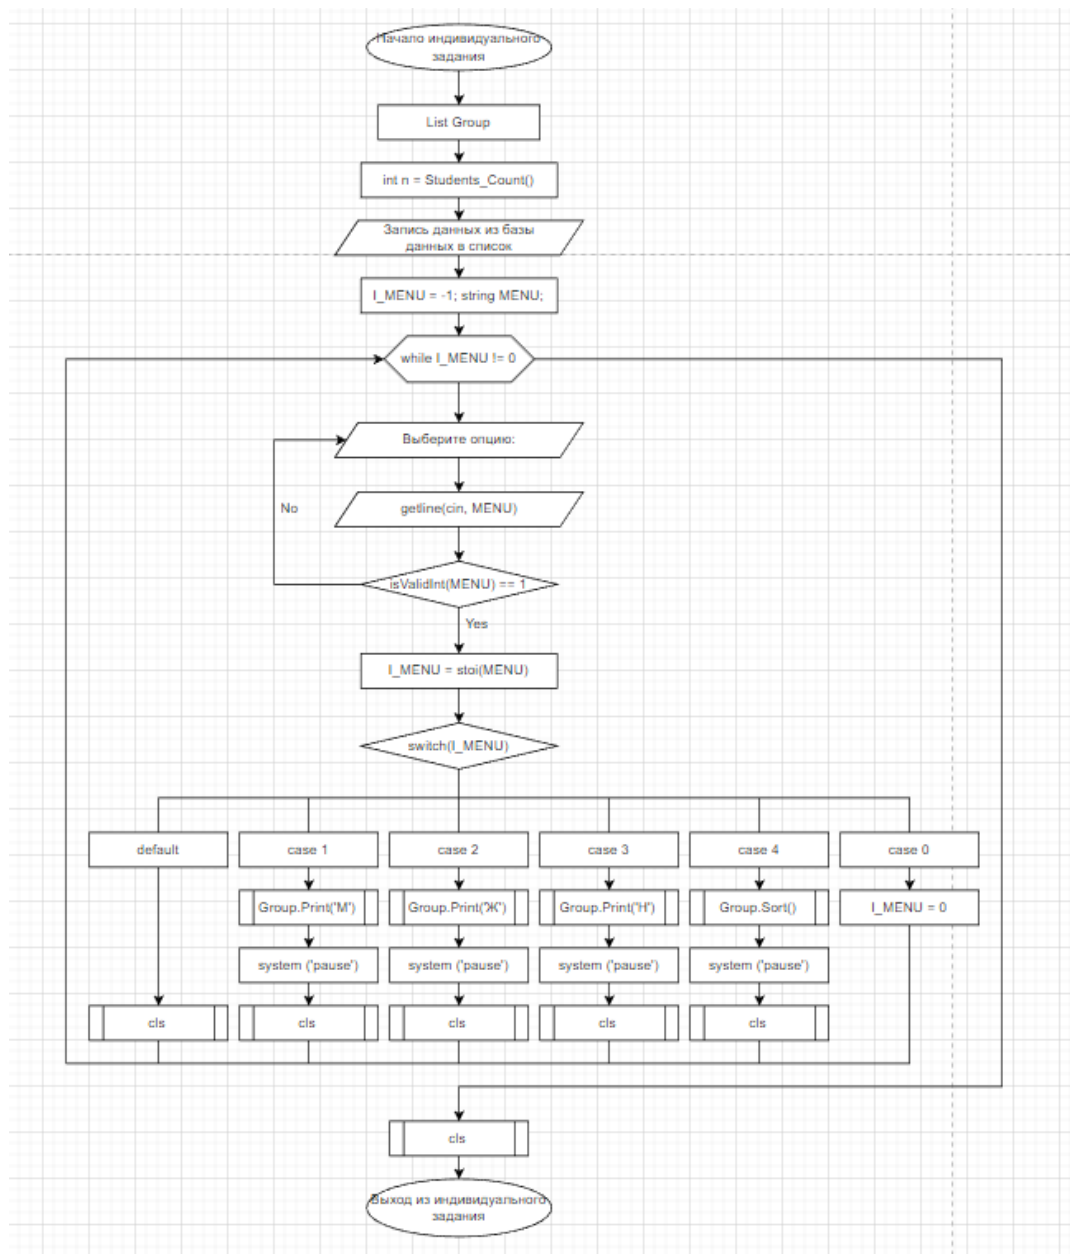 Начало индивидуального
задания
List Group
int n = Students_Count()
Запись данных из базы
данных в список
I_MENU = -1; string MENU;
while I_MENU != 0
Выберите опцию:
No
getline(cin, MENU)
isValidInt(MENU) == 1
Yes
I_MENU = stoi(MENU)
switch(I_MENU)
default
case 1
case 2
case 3
case 4
case 0
Group.Print('М')
Group.Print('Ж')
Group.Print('Н')
Group.Sort()
I_MENU = 0
system ('pause')
system ('pause')
system ('pause')
system ('pause')
cls
cls
cls
cls
cls
cls
Выход из индивидуального
задания